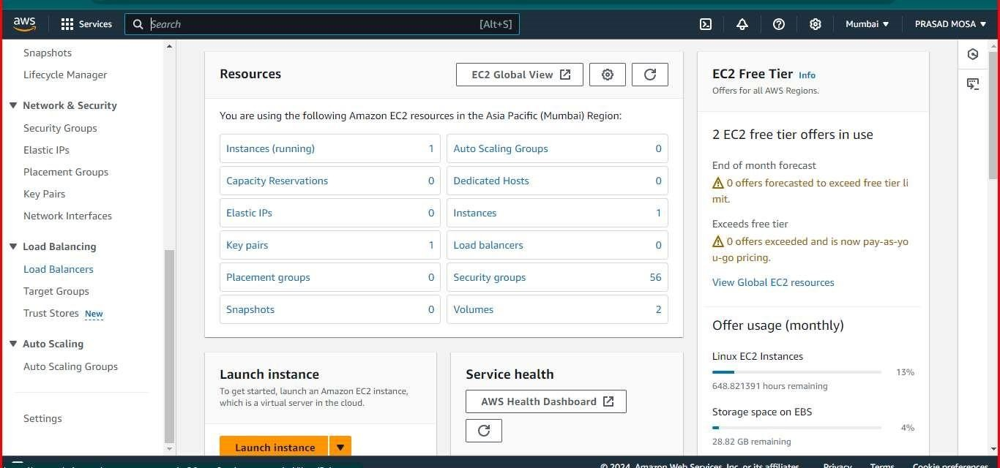 aws
Services
Search
[Alt+S]
Mumbai
PRASAD MOSA
Snapshots
Lifecycle Manager
Network & Security
Security Groups
Elastic IPs
Placement Groups
Key Pairs
Network Interfaces
Load Balancing
Load Balancers
Target Groups
Trust Stores New
Auto Scaling
Auto Scaling Groups
Settings
Resources
EC2 Global View
You are using the following Amazon EC2 resources in the Asia Pacific (Mumbai) Region:
Instances (running) 1
Auto Scaling Groups 0
Capacity Reservations 0
Dedicated Hosts 0
Elastic IPs 0
Instances 1
Key pairs 1
Load balancers 0
Placement groups 0
Security groups 56
Snapshots 0
Volumes 2
Launch instance
To get started, launch an Amazon EC2 instance,
which is a virtual server in the cloud.
Launch instance
Service health
AWS Health Dashboard
EC2 Free Tier Info
Offers for all AWS Regions.
2 EC2 free tier offers in use
End of month forecast
0 offers forecasted to exceed free tier li
mit.
Exceeds free tier
0 offers exceeded and is now pay-as-yo
u-go pricing.
View Global EC2 resources
Offer usage (monthly)
Linux EC2 Instances
13%
648.821391 hours remaining
Storage space on EBS
4%
28.82 GB remaining
© 2024, Amazon Web Services, Inc. or its affiliates.
Privacy
Terms
Cookie preferences